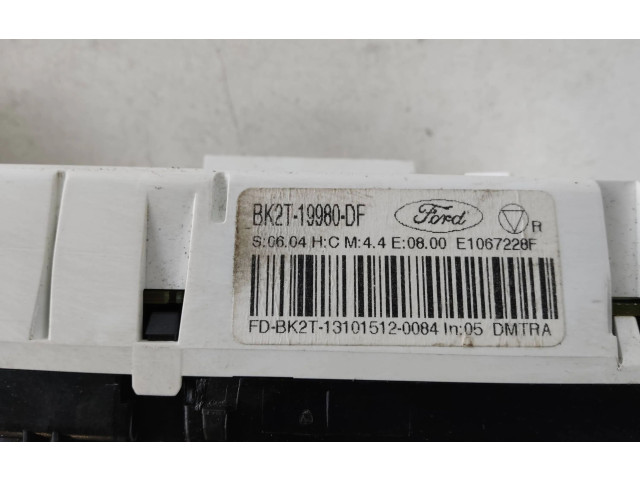 BK2T-19980-DF Ford R
S:06.04 H:C M:4.4 E:08.00 E1067228F
FD-BK2T-13101512-0084 In:05 DMTRA